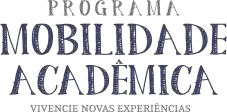 PROGRAMA
MOBILIDADE
ACADÊMICA
VIVENCIE NOVAS EXPERIÊNCIAS